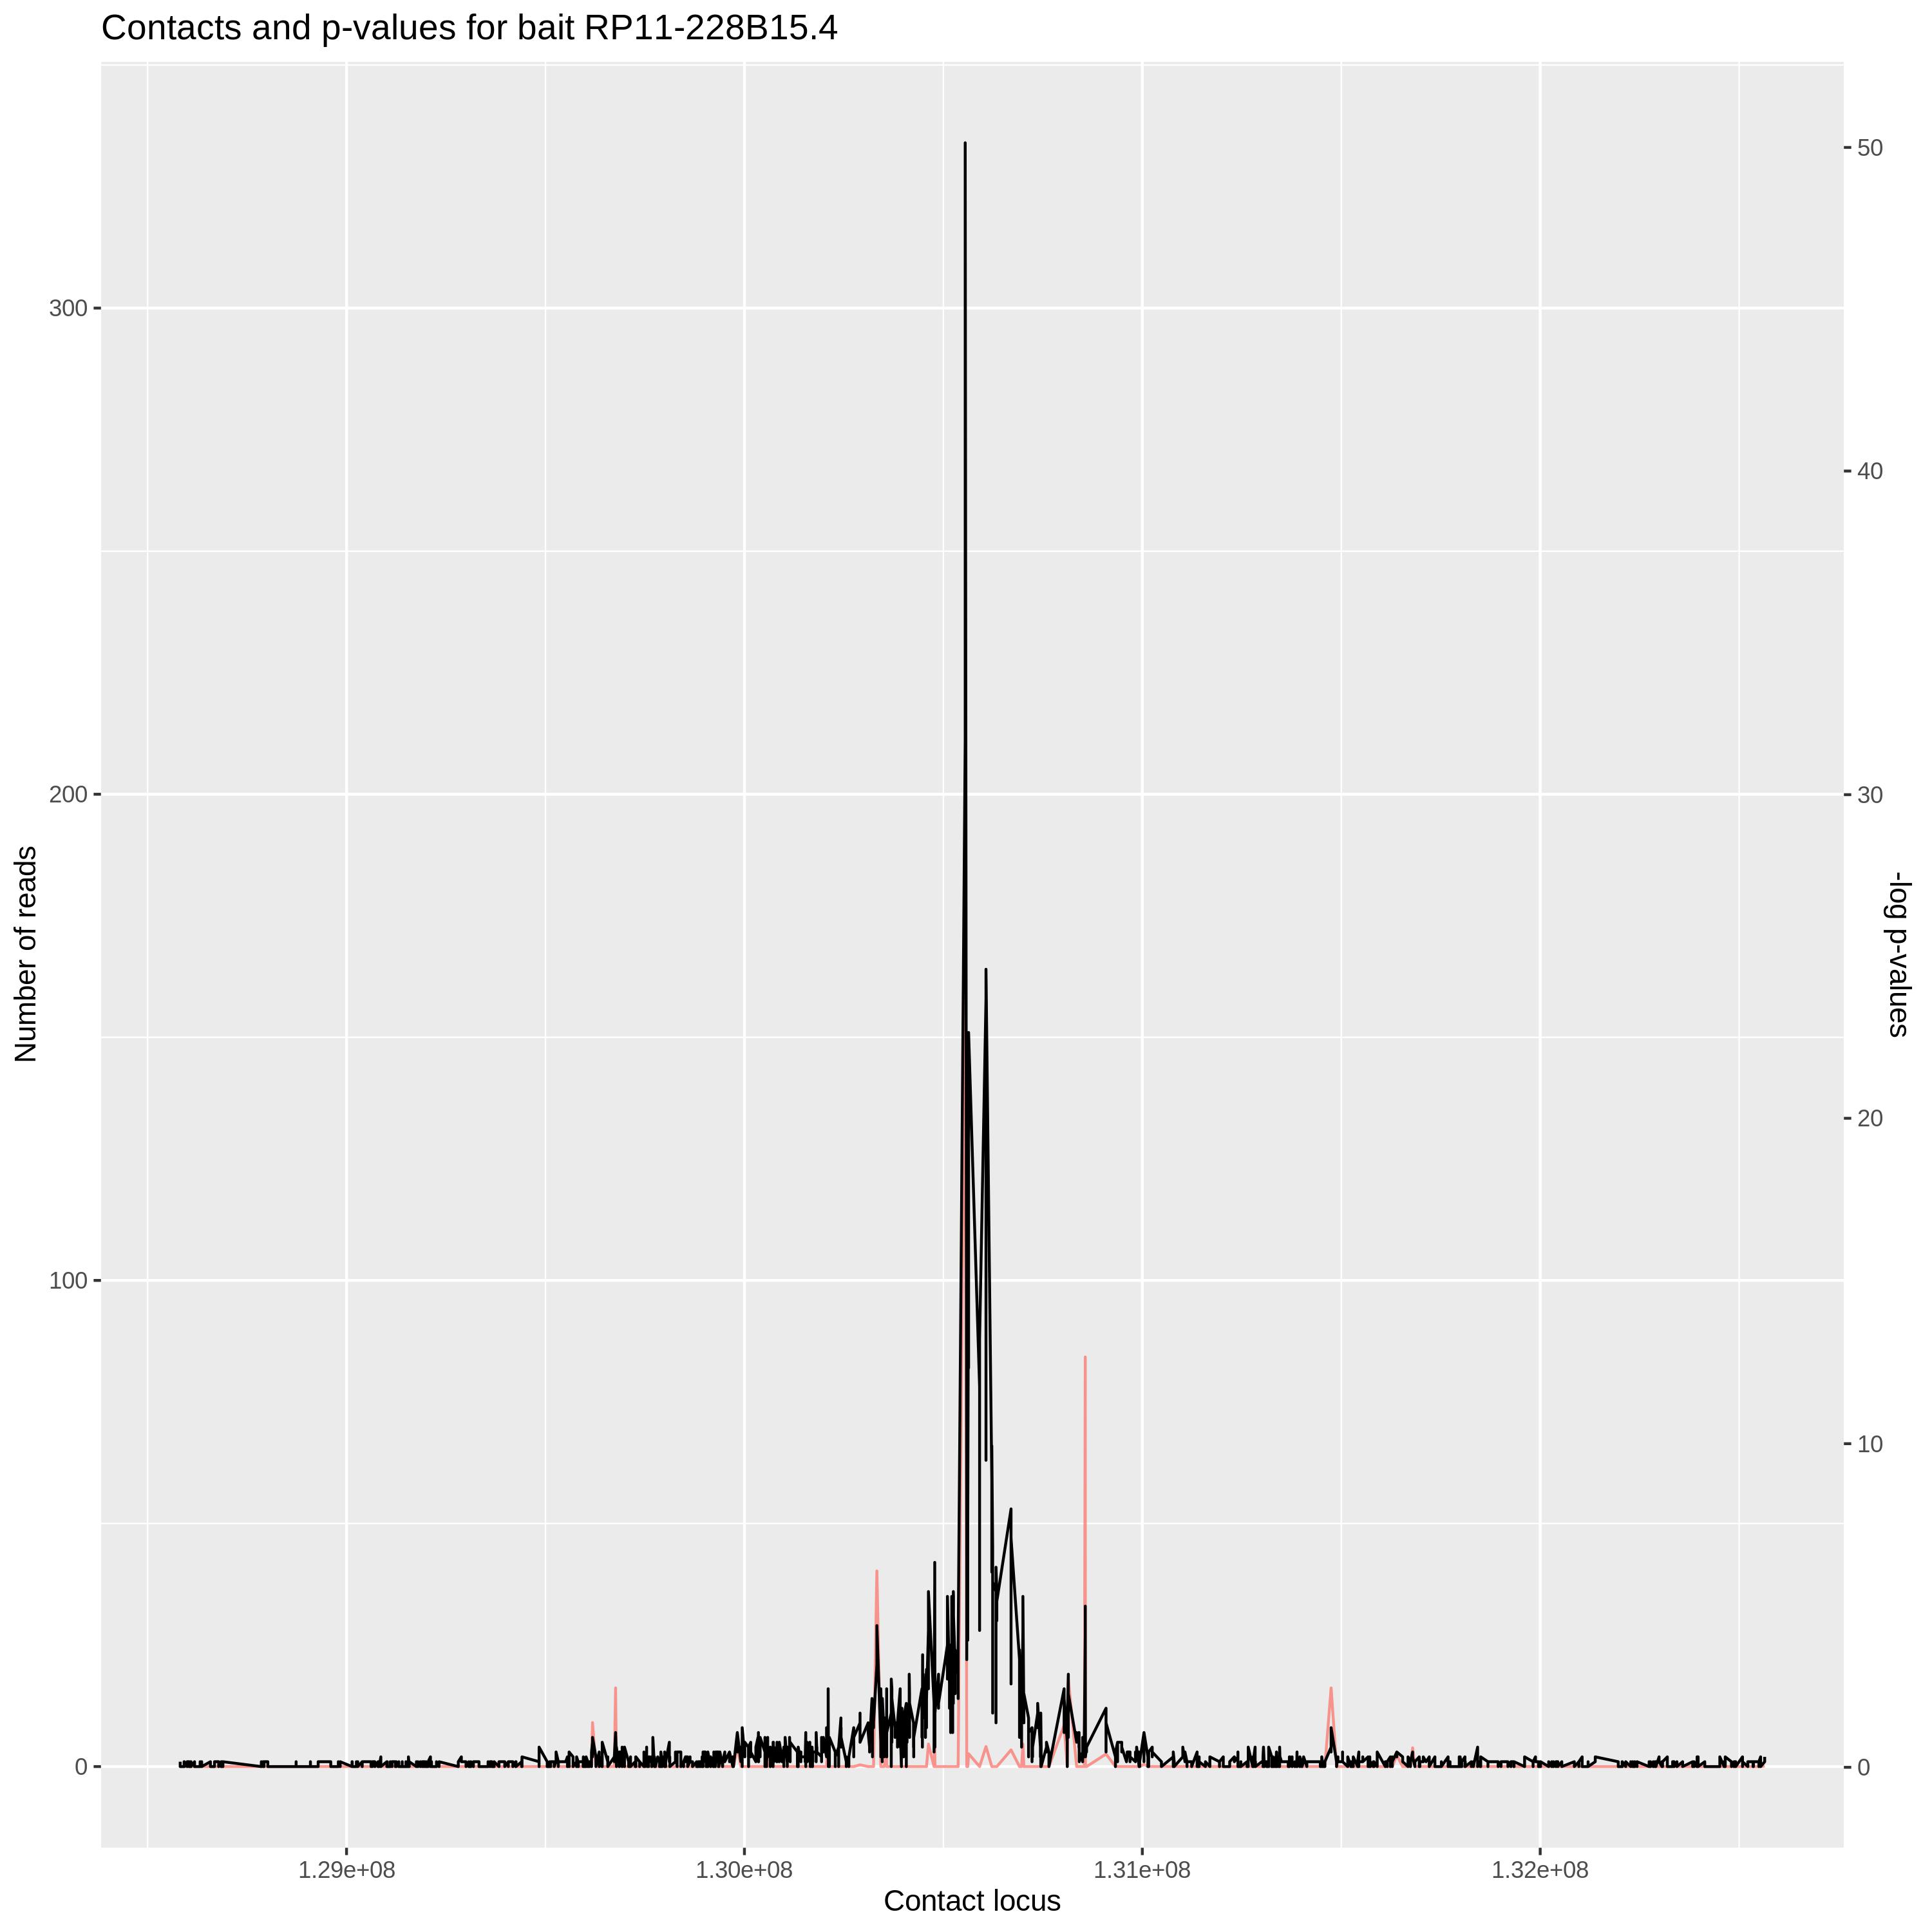 Contacts and p-values for bait RP11-228B15.4
Number of reads
300
200
100
0
50
40
30
20
10
0
-log p-values
1.29e+08
1.30e+08
1.31e+08
1.32e+08
Contact locus